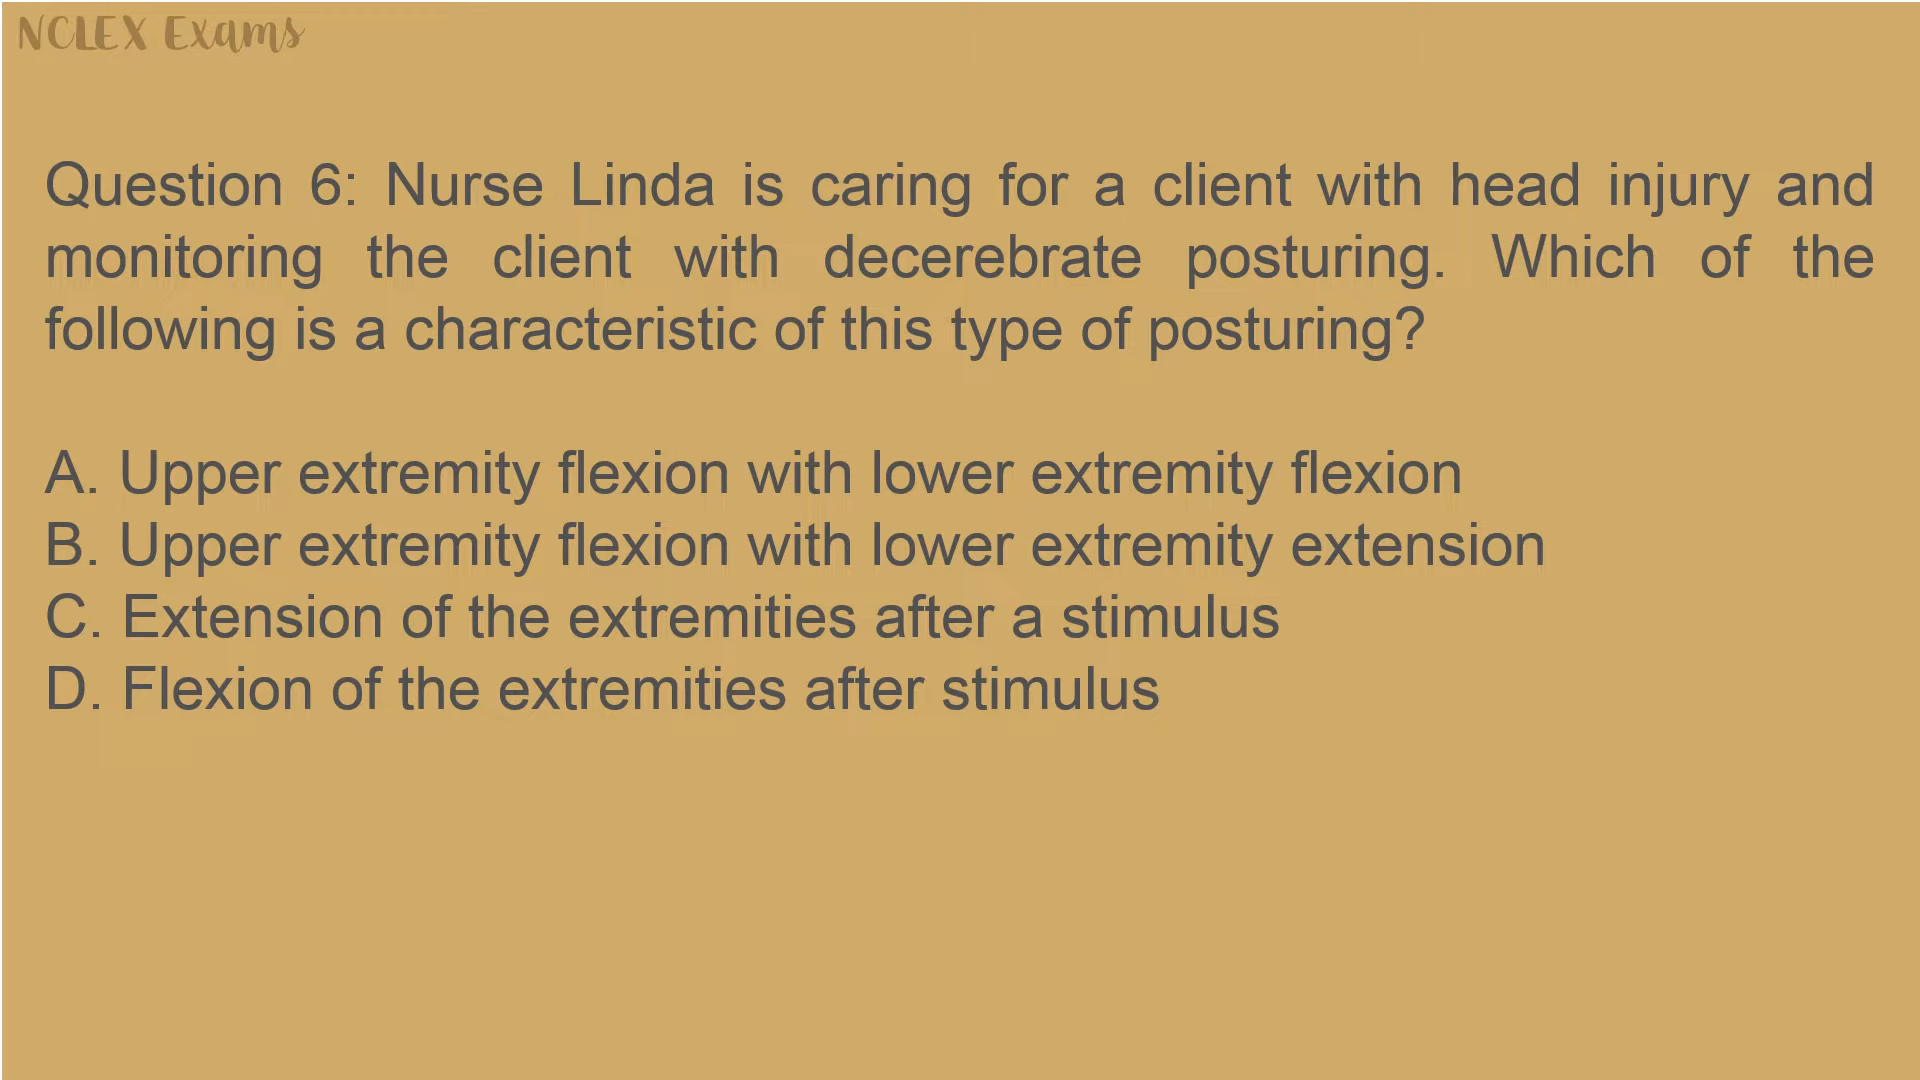 NCLEX Exams
Question 6: Nurse Linda is caring for a client with head injury and
monitoring the client with decerebrate posturing. Which of the
following is a characteristic of this type of posturing?
A. Upper extremity flexion with lower extremity flexion
B. Upper extremity flexion with lower extremity extension
C. Extension of the extremities after a stimulus
D. Flexion of the extremities after stimulus